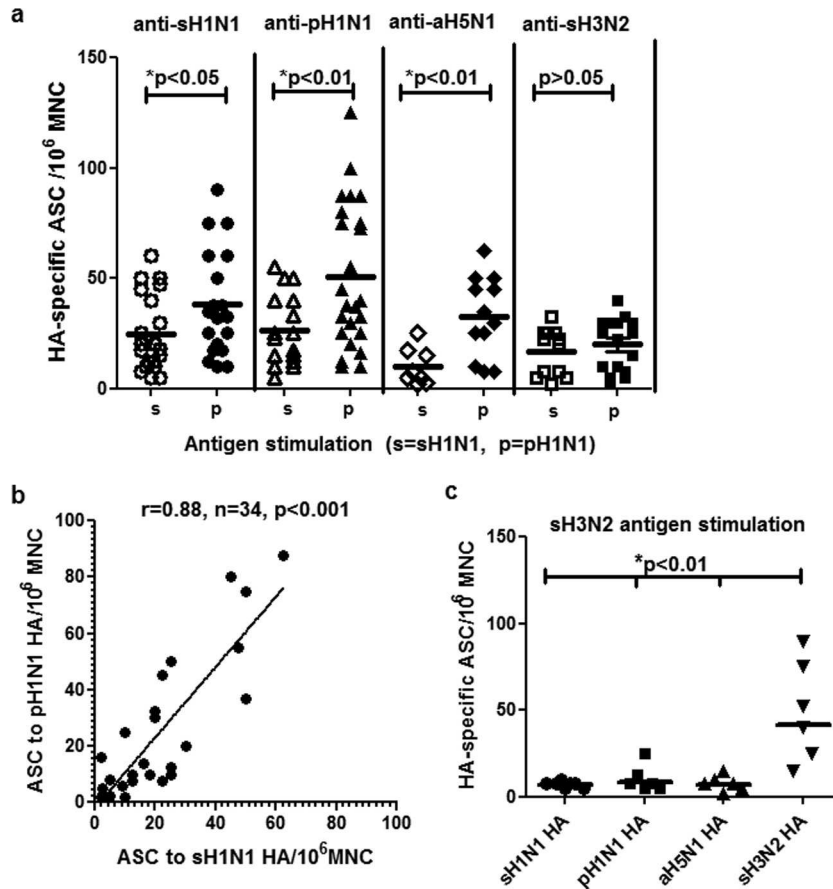 a
anti-sH1N1 anti-pH1N1 anti-aH5N1 anti-sH3N2
150
100
50
0
HA-specific ASC /10⁶ MNC
*p<0.05 *p<0.01 *p<0.01 p>0.05
s p s p s p s p
Antigen stimulation (s=sH1N1, p=pH1N1)
b
r=0.88, n=34, p<0.001
100
80
60
40
20
0
ASC to pH1N1 HA/10⁶ MNC
0 20 40 60 80 100
ASC to sH1N1 HA/10⁶MNC
c
sH3N2 antigen stimulation
150
100
50
0
HA-specific ASC/10⁶ MNC
*p<0.01
sH1N1 HA
pH1N1 HA
aH5N1 HA
sH3N2 HA